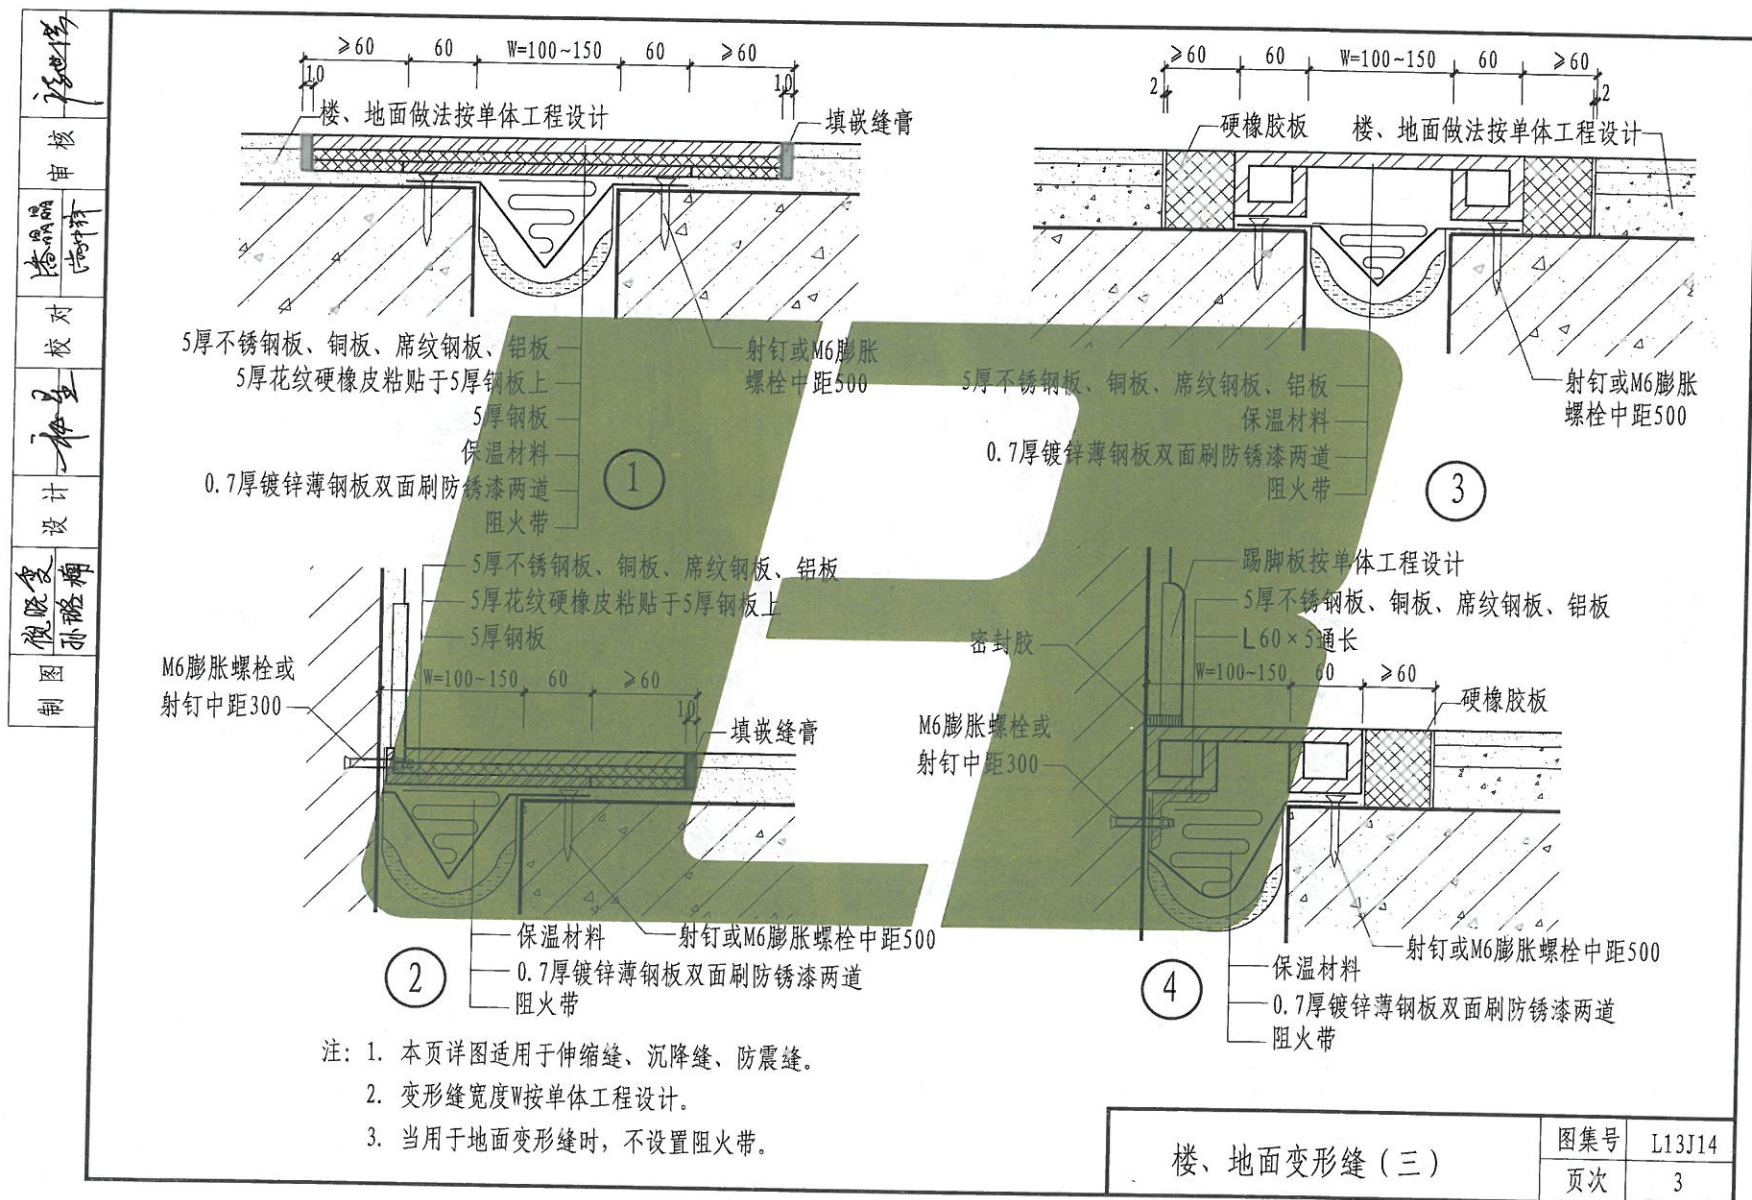 ≥60 60 W=100~150 60 ≥60
10 10
楼、地面做法按单体工程设计
填嵌缝膏
5厚不锈钢板、铜板、席纹钢板、铝板
5厚花纹硬橡皮粘贴于5厚钢板上
5厚钢板
保温材料
0.7厚镀锌薄钢板双面刷防锈漆两道
阻火带
射钉或M6膨胀
螺栓中距500
1
≥60 60 W=100~150 60 ≥60
2 2
硬橡胶板
楼、地面做法按单体工程设计
5厚不锈钢板、铜板、席纹钢板、铝板
保温材料
0.7厚镀锌薄钢板双面刷防锈漆两道
阻火带
射钉或M6膨胀
螺栓中距500
3
5厚不锈钢板、铜板、席纹钢板、铝板
5厚花纹硬橡皮粘贴于5厚钢板上
5厚钢板
M6膨胀螺栓或
射钉中距300
W=100~150 60 ≥60
10
填嵌缝膏
保温材料
0.7厚镀锌薄钢板双面刷防锈漆两道
阻火带
射钉或M6膨胀螺栓中距500
2
踢脚板按单体工程设计
5厚不锈钢板、铜板、席纹钢板、铝板
L60×5通长
密封胶
W=100~150 60 ≥60
硬橡胶板
M6膨胀螺栓或
射钉中距300
射钉或M6膨胀螺栓中距500
保温材料
0.7厚镀锌薄钢板双面刷防锈漆两道
阻火带
4
注: 1. 本页详图适用于伸缩缝、沉降缝、防震缝。
2. 变形缝宽度W按单体工程设计。
3. 当用于地面变形缝时，不设置阻火带。
楼、地面变形缝（三）
图集号 L13J14
页次 3
审核
校对
设计
制图